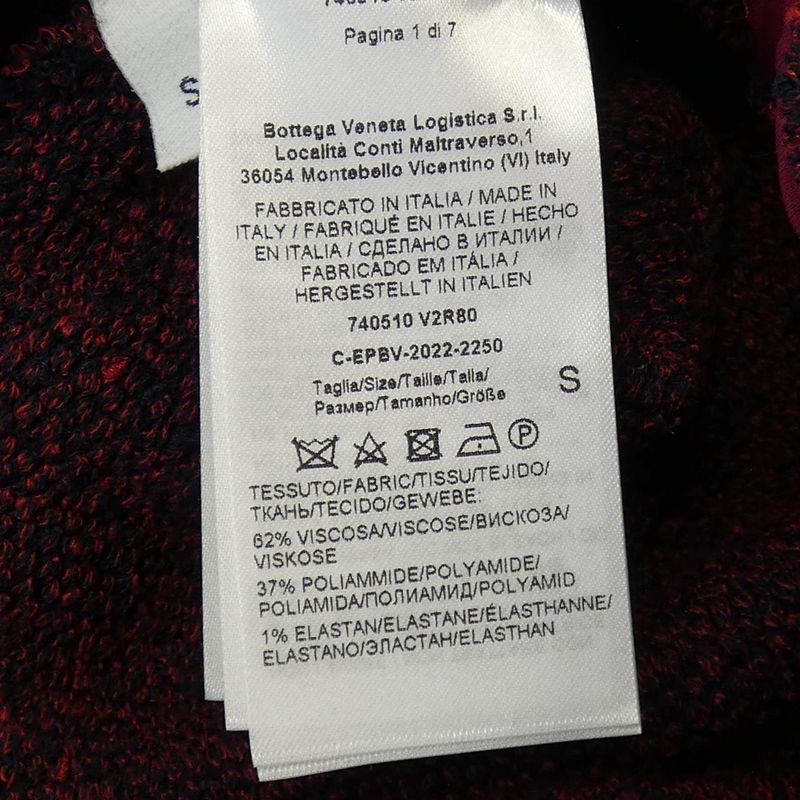 Pagina 1 di 7
S
Bottega Veneta Logistica S.r.l.
Località Conti Maltraverso,1
36054 Montebello Vicentino (VI) Italy
FABBRICATO IN ITALIA / MADE IN
ITALY / FABRIQUÉ EN ITALIE / HECHO
EN ITALIA / СДЕЛАНО В ИТАЛИИ /
FABRICADO EM ITÁLIA /
HERGESTELLT IN ITALIEN
740510 V2R80
C-EPBV-2022-2250
Taglia/Size/Taille/Talla/
Размер/Tamanho/Größe
S
P
TESSUTO/FABRIC/TISSU/TEJIDO/
ТКАНЬ/TECIDO/GEWEBE:
62% VISCOSA/VISCOSE/ВИСКОЗА/
VISKOSE
37% POLIAMMIDE/POLYAMIDE/
POLIAMIDA/ПОЛИАМИД/POLYAMID
1% ELASTAN/ELASTANE/ÉLASTHANNE/
ELASTANO/ЭЛАСТАН/ELASTHAN